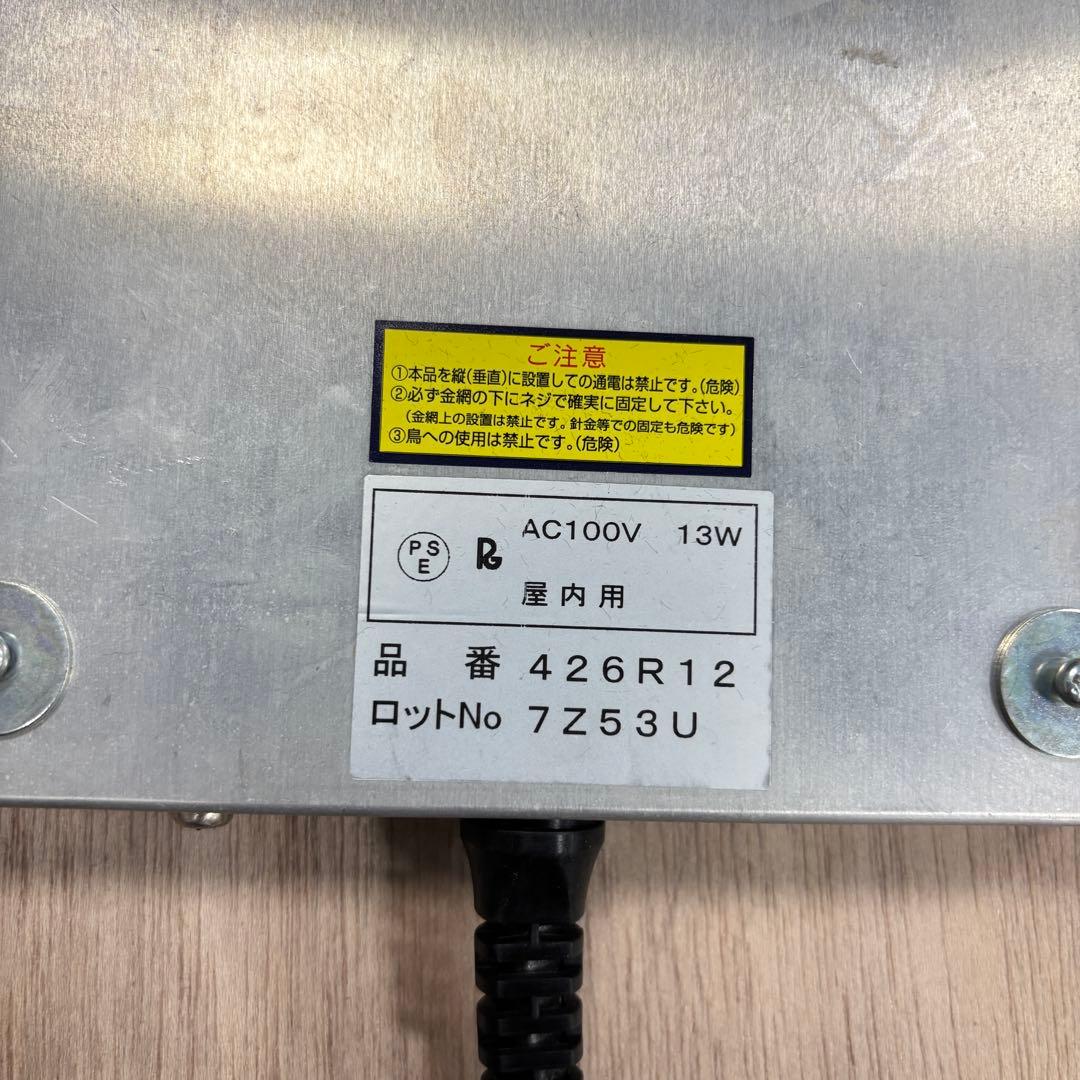 ご注意
①本品を縦(垂直)に設置しての通電は禁止です。(危険)
②必ず金網の下にネジで確実に固定して下さい。
(金網上の設置は禁止です。針金等での固定も危険です)
③鳥への使用は禁止です。(危険)
PS
E
AC100V 13W
屋内用
品 番 426R12
ロットNo 7Z53U